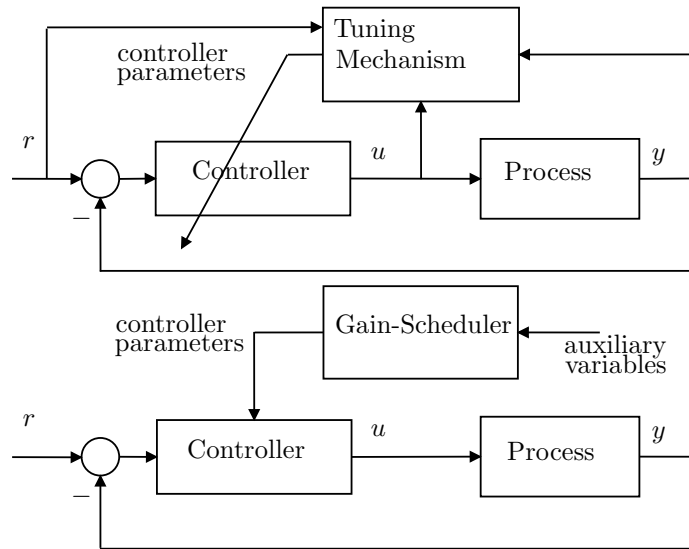 Tuning
Mechanism
controller
parameters
r
Controller
u
Process
y
−
controller
parameters
Gain-Scheduler
auxiliary
variables
r
Controller
u
Process
y
−